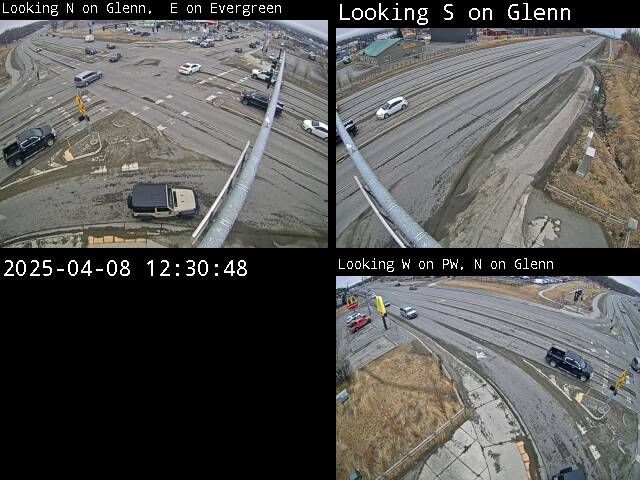 Looking N on Glenn, E on Evergreen
Looking S on Glenn
2025-04-08 12:30:48
Looking W on PW, N on Glenn